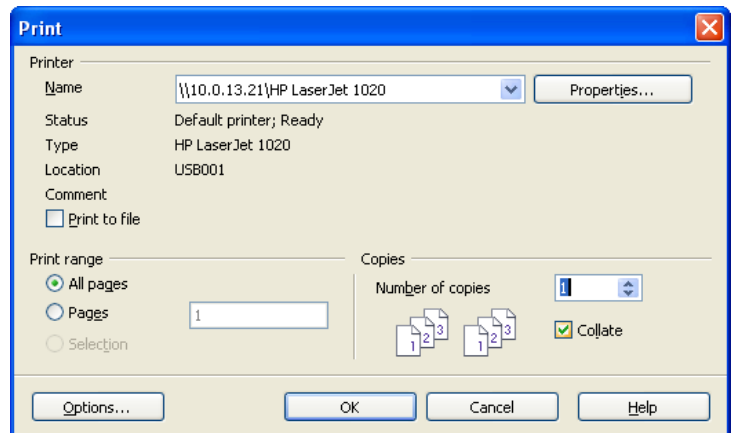 Print
Printer
Name \\10.0.13.21\HP LaserJet 1020 Properties...
Status Default printer; Ready
Type HP LaserJet 1020
Location USB001
Comment
Print to file
Print range
All pages
Pages 1
Selection
Copies
Number of copies 1
1 2 3 1 2 3
Collate
Options... OK Cancel Help